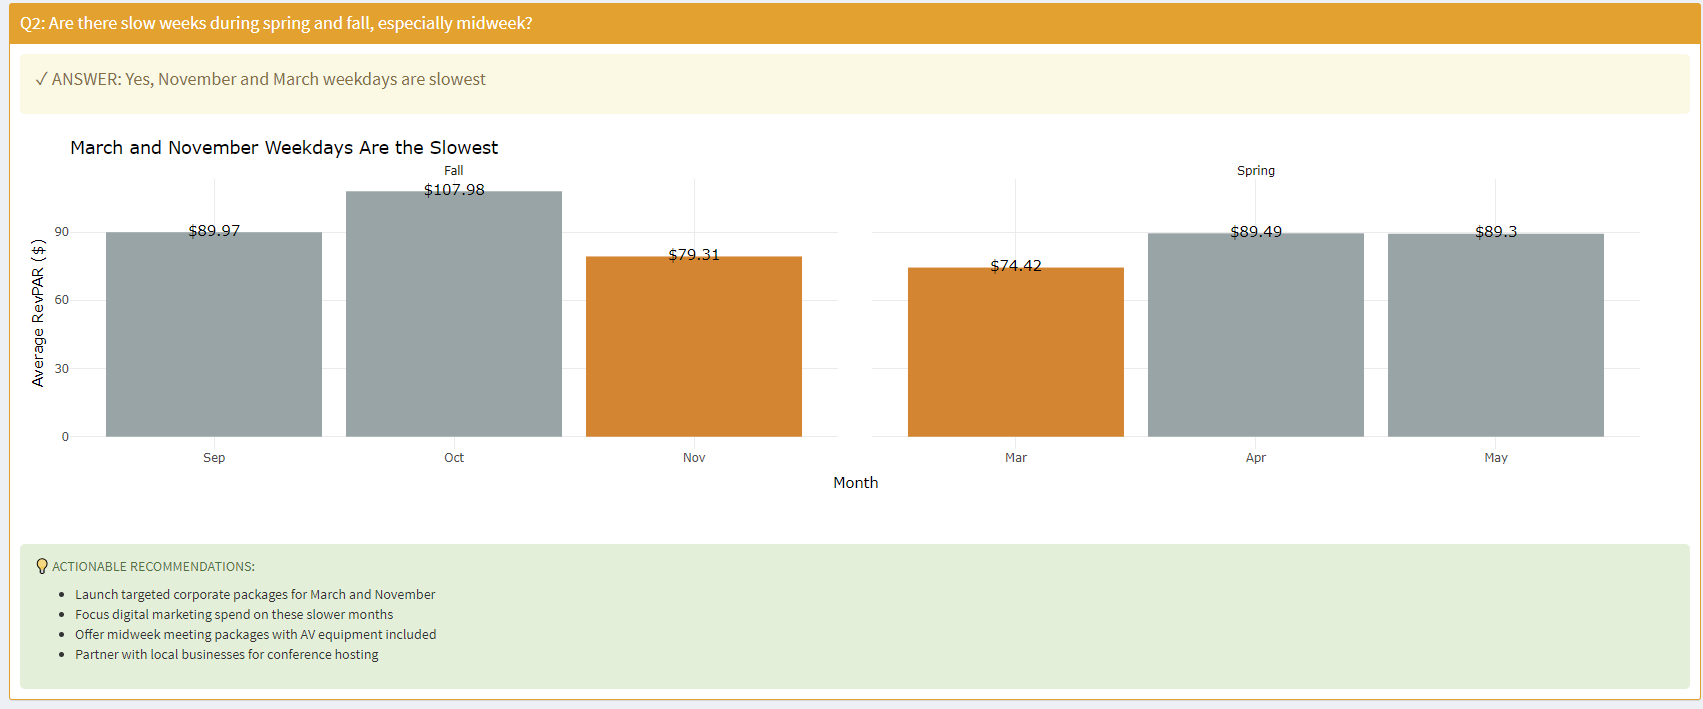 Q2: Are there slow weeks during spring and fall, especially midweek?
✓ ANSWER: Yes, November and March weekdays are slowest
March and November Weekdays Are the Slowest
Fall
Spring
$107.98
$89.97
$79.31
$74.42
$89.49
$89.3
Average RevPAR ($)
90
60
30
0
Sep
Oct
Nov
Mar
Apr
May
Month
ACTIONABLE RECOMMENDATIONS:
• Launch targeted corporate packages for March and November
• Focus digital marketing spend on these slower months
• Offer midweek meeting packages with AV equipment included
• Partner with local businesses for conference hosting